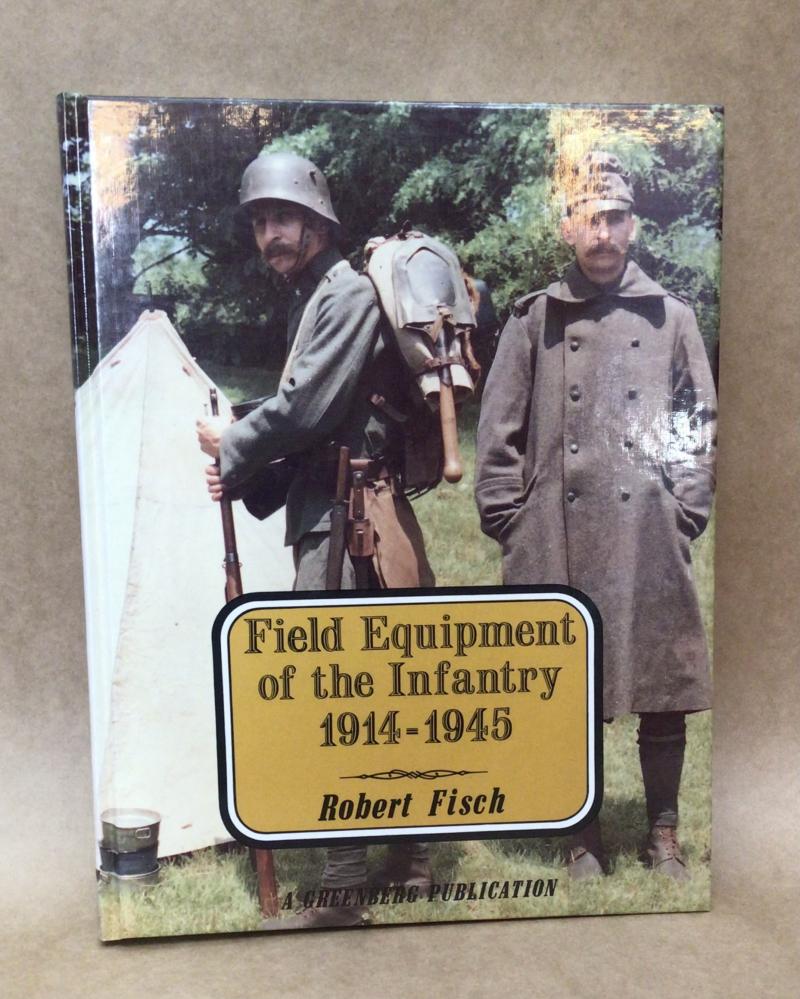 Field Equipment
of the Infantry
1914-1945
Robert Fisch
A GREENBERG PUBLICATION